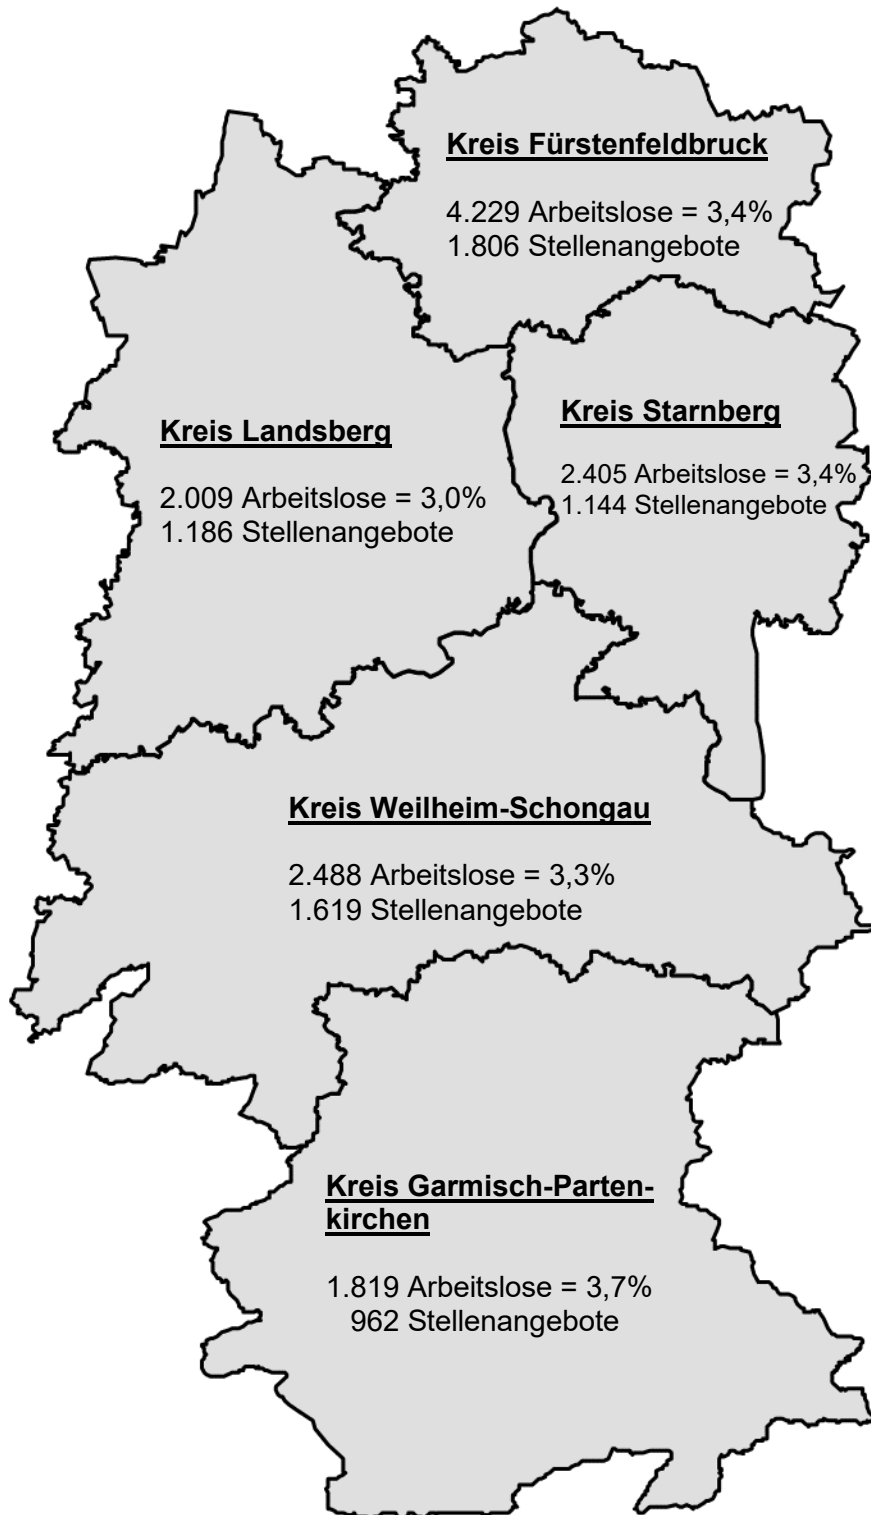 Kreis Fürstenfeldbruck
4.229 Arbeitslose = 3,4%
1.806 Stellenangebote
Kreis Landsberg
2.009 Arbeitslose = 3,0%
1.186 Stellenangebote
Kreis Starnberg
2.405 Arbeitslose = 3,4%
1.144 Stellenangebote
Kreis Weilheim-Schongau
2.488 Arbeitslose = 3,3%
1.619 Stellenangebote
Kreis Garmisch-Parten-
kirchen
1.819 Arbeitslose = 3,7%
962 Stellenangebote